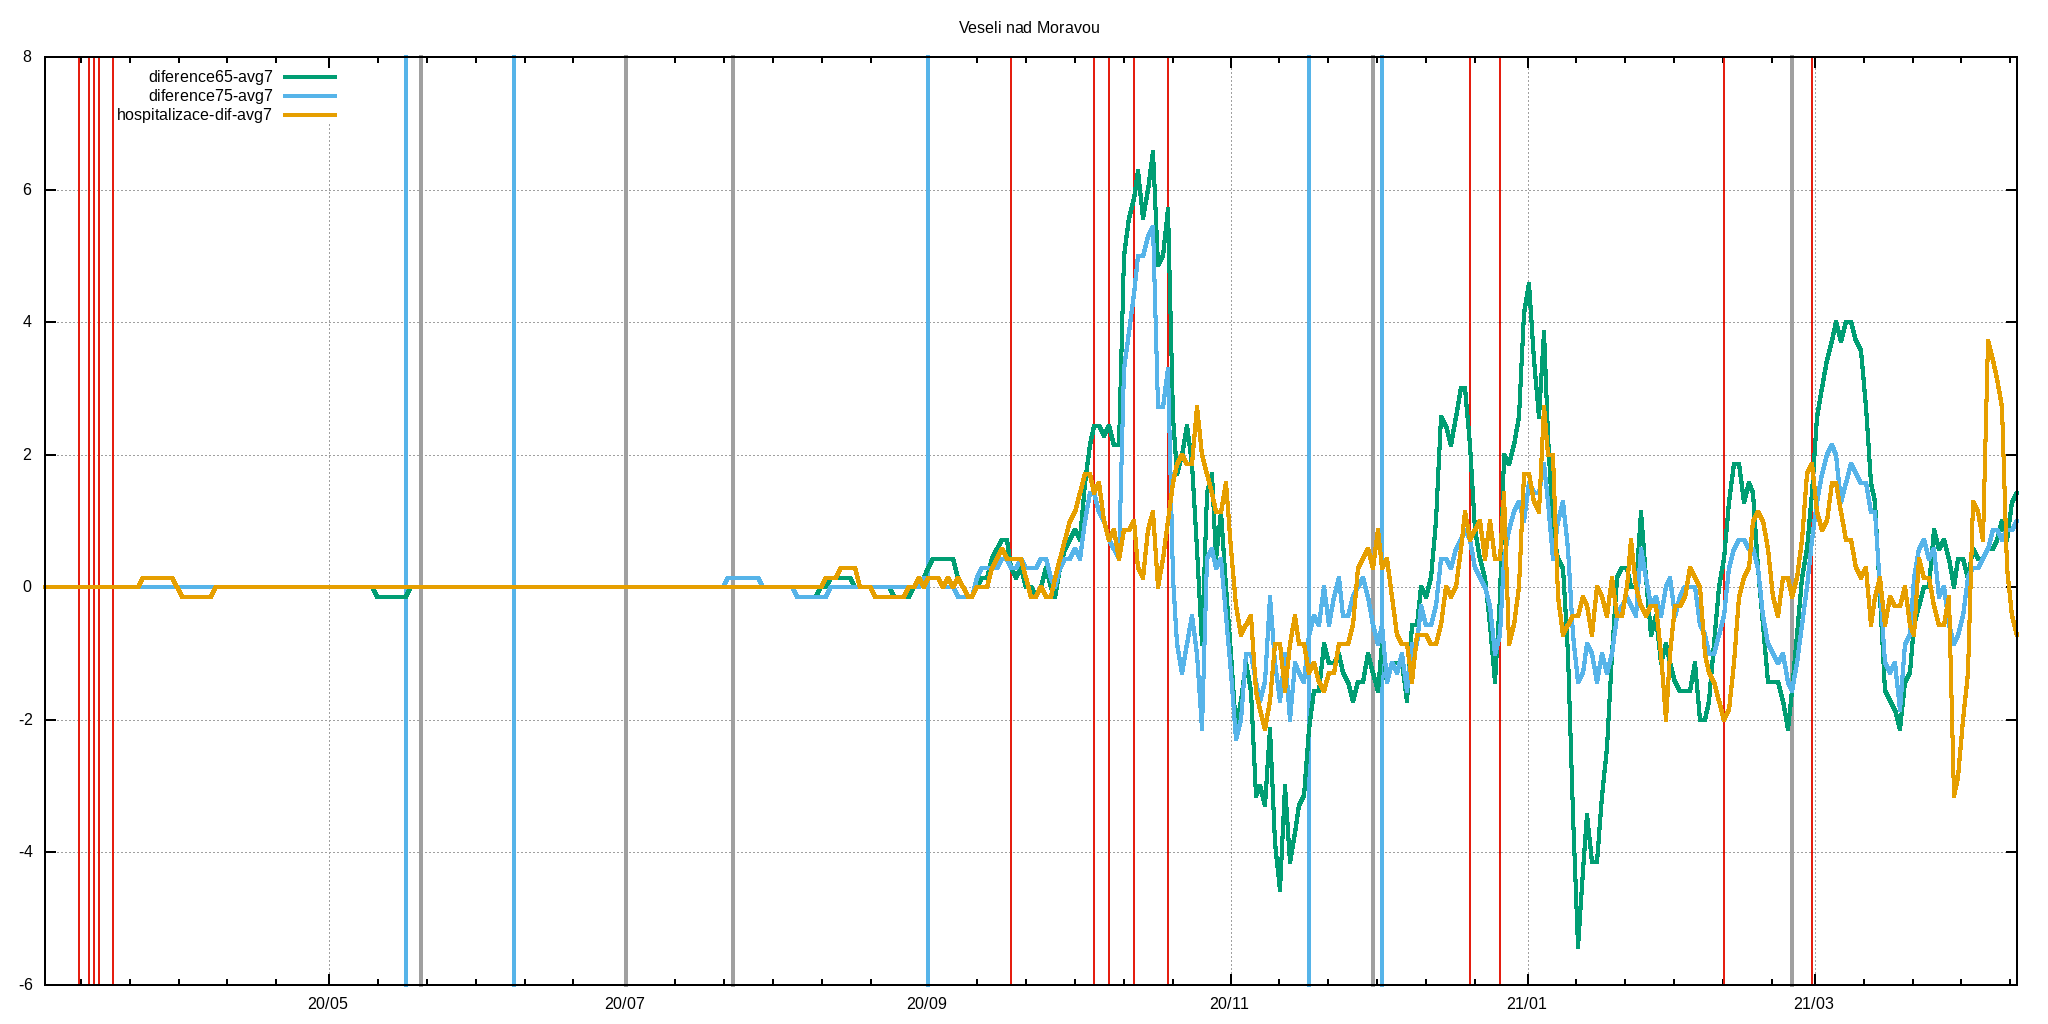 Veseli nad Moravou
8
diference65-avg7
diference75-avg7
hospitalizace-dif-avg7
6
4
2
0
-2
-4
-6
20/05 20/07 20/09 20/11 21/01 21/03